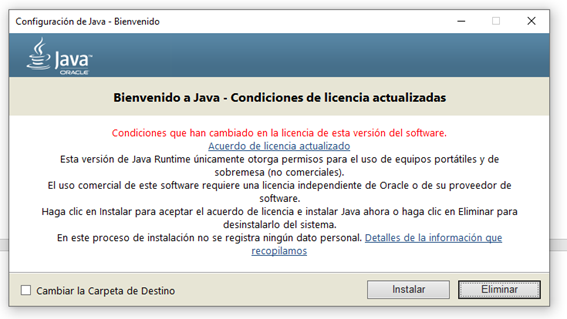 Configuración de Java - Bienvenido
Java™
ORACLE
Bienvenido a Java - Condiciones de licencia actualizadas
Condiciones que han cambiado en la licencia de esta versión del software.
Acuerdo de licencia actualizado
Esta versión de Java Runtime únicamente otorga permisos para el uso de equipos portátiles y de
sobremesa (no comerciales).
El uso comercial de este software requiere una licencia independiente de Oracle o de su proveedor de
software.
Haga clic en Instalar para aceptar el acuerdo de licencia e instalar Java ahora o haga clic en Eliminar para
desinstalarlo del sistema.
En este proceso de instalación no se registra ningún dato personal. Detalles de la información que
recopilamos
Cambiar la Carpeta de Destino
Instalar
Eliminar